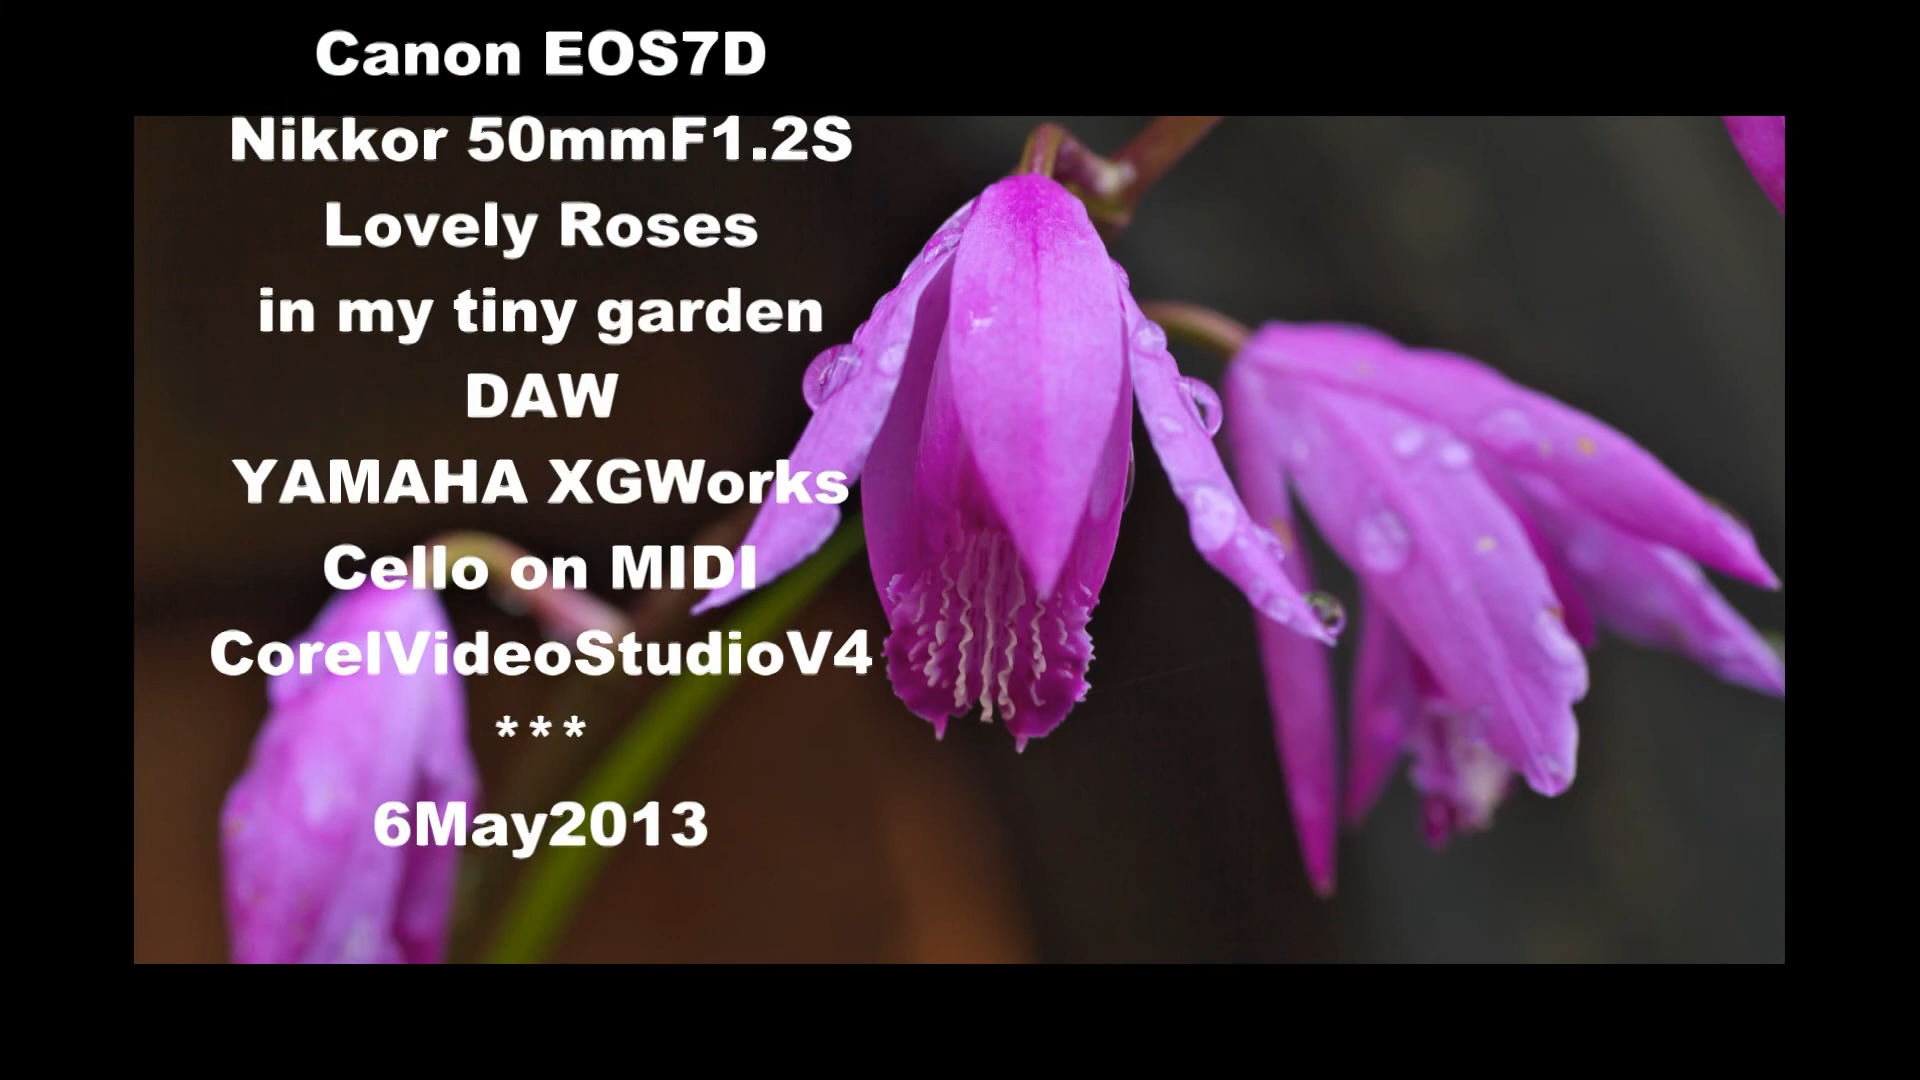 Canon EOS7D
Nikkor 50mmF1.2S
Lovely Roses
in my tiny garden
DAW
YAMAHA XGWorks
Cello on MIDI
CorelVideoStudioV4
***
6May2013